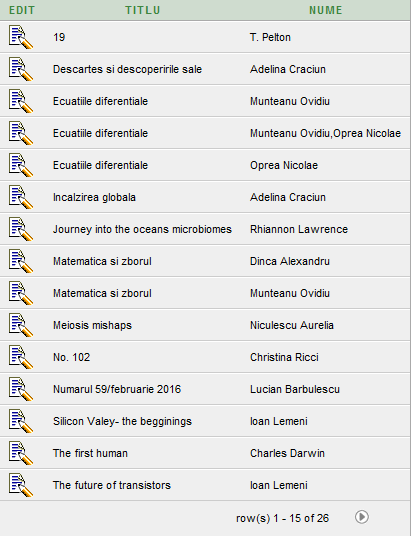 EDIT TITLU NUME
19 T. Pelton
Descartes si descoperirile sale Adelina Craciun
Ecuatiile diferentiale Munteanu Ovidiu
Ecuatiile diferentiale Munteanu Ovidiu,Oprea Nicolae
Ecuatiile diferentiale Oprea Nicolae
Incalzirea globala Adelina Craciun
Journey into the oceans microbiomes Rhiannon Lawrence
Matematica si zborul Dinca Alexandru
Matematica si zborul Munteanu Ovidiu
Meiosis mishaps Niculescu Aurelia
No. 102 Christina Ricci
Numarul 59/februarie 2016 Lucian Barbulescu
Silicon Valey- the begginings Ioan Lemeni
The first human Charles Darwin
The future of transistors Ioan Lemeni
row(s) 1 - 15 of 26